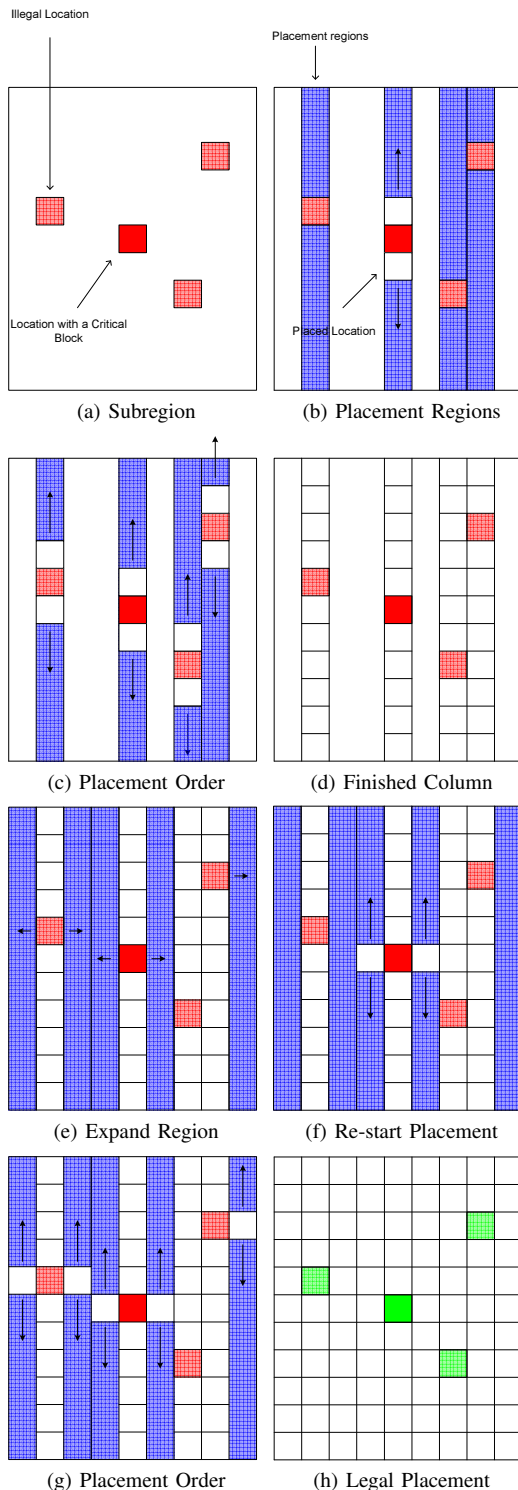 Illegal Location
Location with a Critical
Block
(a) Subregion
Placement regions
Placed Location
(b) Placement Regions
(c) Placement Order
(d) Finished Column
(e) Expand Region
(f) Re-start Placement
(g) Placement Order
(h) Legal Placement